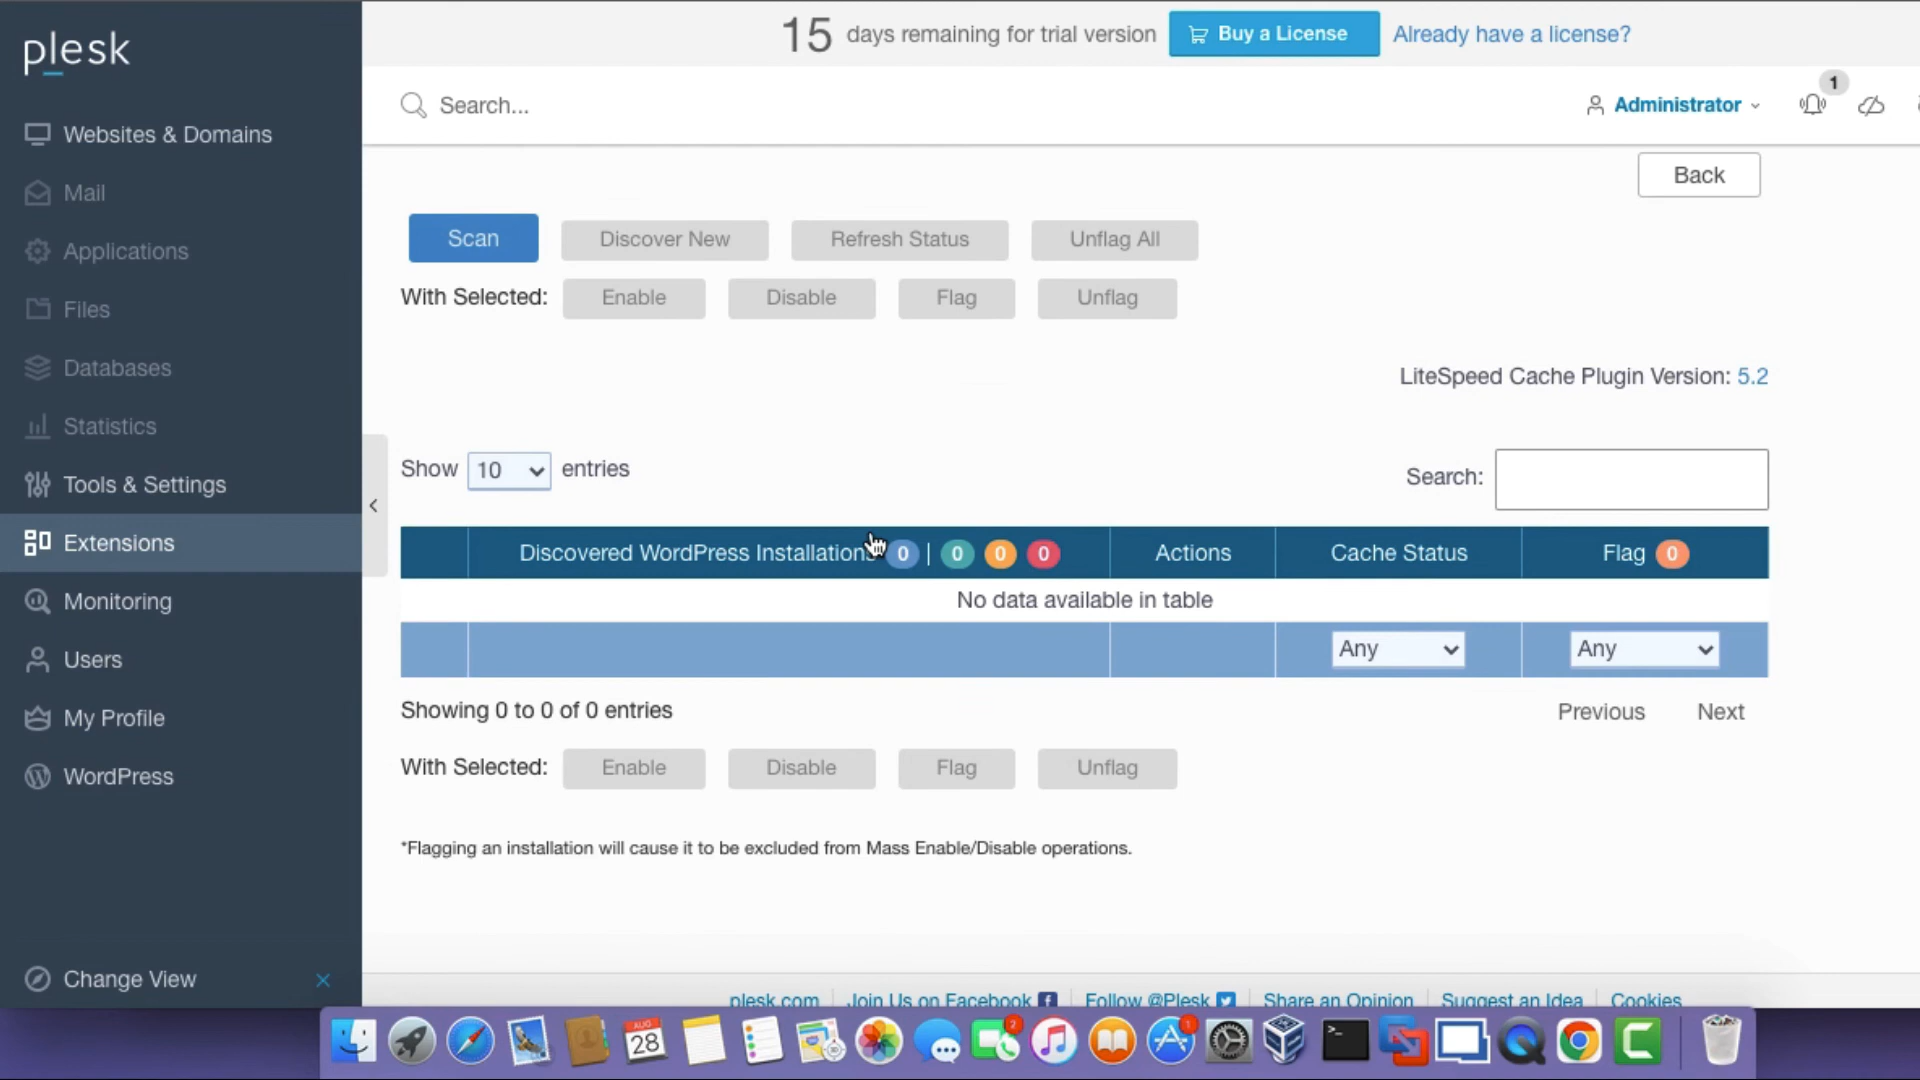 plesk
Websites & Domains
Mail
Applications
Files
Databases
Statistics
Tools & Settings
Extensions
Monitoring
Users
My Profile
WordPress
Change View
15 days remaining for trial version Buy a License Already have a license?
Search... Administrator 1
Back
Scan Discover New Refresh Status Unflag All
With Selected: Enable Disable Flag Unflag
LiteSpeed Cache Plugin Version: 5.2
Show 10 entries Search:
Discovered WordPress Installations 0 | 0 0 0 Actions Cache Status Flag 0
No data available in table
Any Any
Showing 0 to 0 of 0 entries Previous Next
With Selected: Enable Disable Flag Unflag
*Flagging an installation will cause it to be excluded from Mass Enable/Disable operations.
plesk.com Join Us on Facebook Follow @Plesk Share an Opinion Suggest an Idea Cookies
AUG 2 1
28